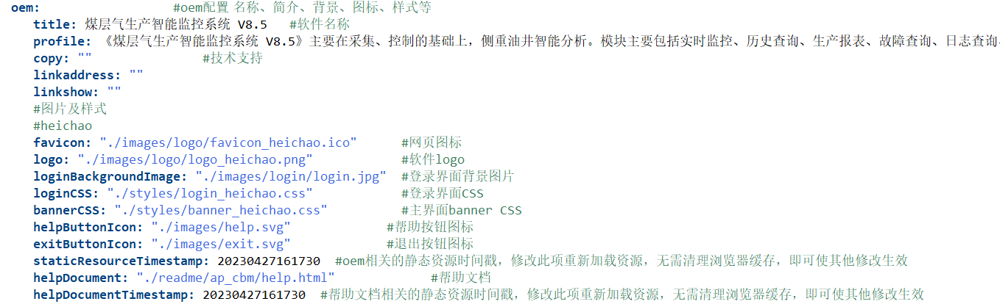 oem: #oem配置 名称、简介、背景、图标、样式等
title: 煤层气生产智能监控系统 V8.5 #软件名称
profile: 《煤层气生产智能监控系统 V8.5》主要在采集、控制的基础上，侧重油井智能分析。模块主要包括实时监控、历史查询、生产报表、故障查询、日志查询
copy: "" #技术支持
linkaddress: ""
linkshow: ""
#图片及样式
#heichao
favicon: "./images/logo/favicon_heichao.ico" #网页图标
logo: "./images/logo/logo_heichao.png" #软件logo
loginBackgroundImage: "./images/login/login.jpg" #登录界面背景图片
loginCSS: "./styles/login_heichao.css" #登录界面CSS
bannerCSS: "./styles/banner_heichao.css" #主界面banner CSS
helpButtonIcon: "./images/help.svg" #帮助按钮图标
exitButtonIcon: "./images/exit.svg" #退出按钮图标
staticResourceTimestamp: 20230427161730 #oem相关的静态资源时间戳，修改此项重新加载资源，无需清理浏览器缓存，即可使其他修改生效
helpDocument: "./readme/ap_cbm/help.html" #帮助文档
helpDocumentTimestamp: 20230427161730 #帮助文档相关的静态资源时间戳，修改此项重新加载资源，无需清理浏览器缓存，即可使其他修改生效